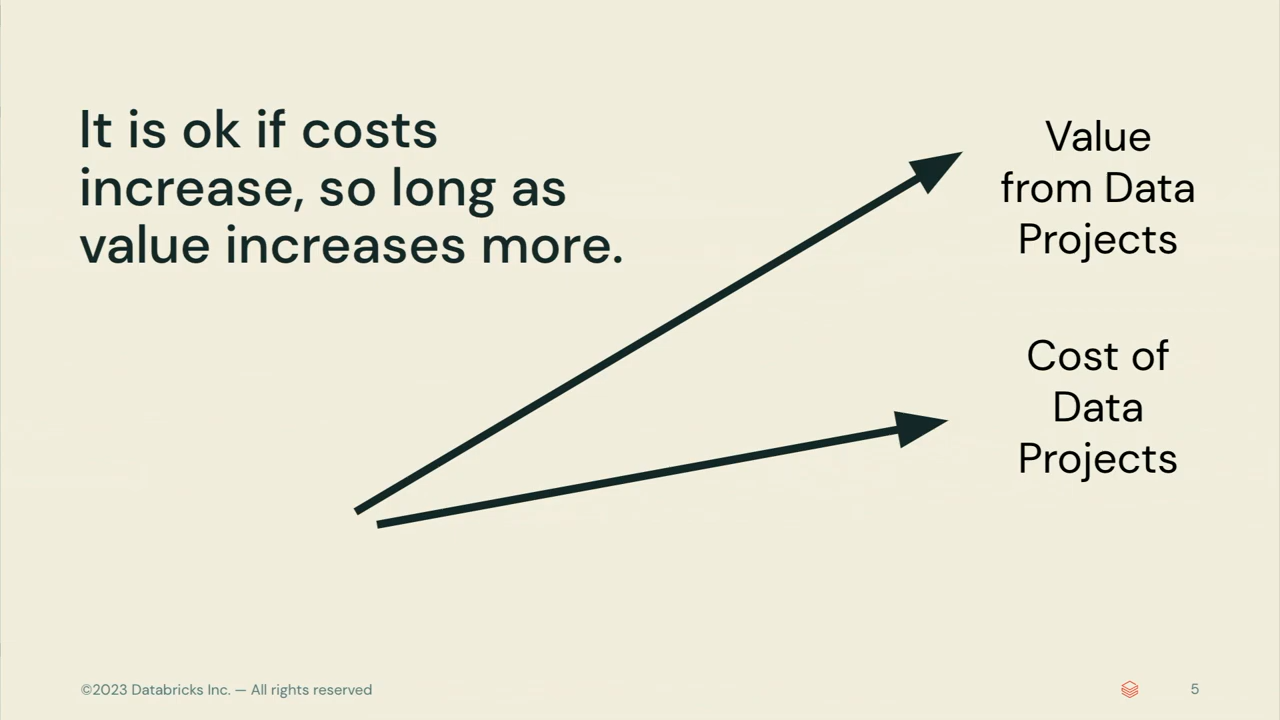 It is ok if costs
increase, so long as
value increases more.
Value
from Data
Projects
Cost of
Data
Projects
©2023 Databricks Inc. — All rights reserved
5